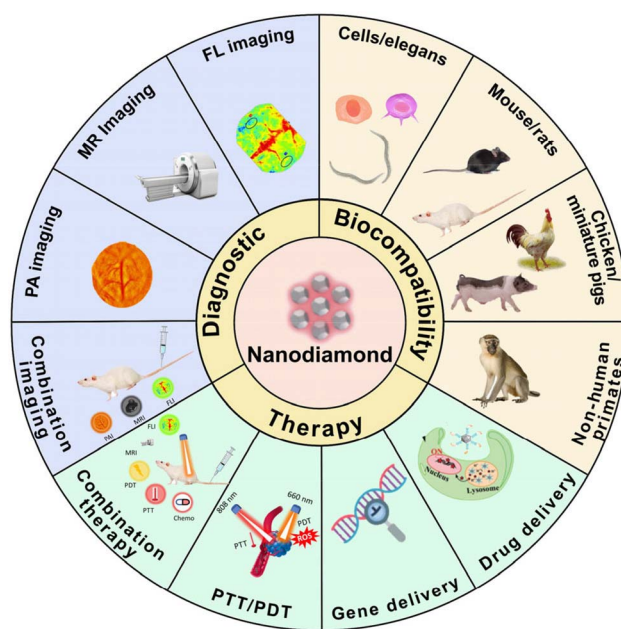 FL imaging
Cells/elegans
MR Imaging
Mouse/rats
PA imaging
Chicken/
miniature pigs
Diagnostic
Biocompatibility
Nanodiamond
Therapy
Combination
imaging
PAI
MRI
FLI
Non-human
primates
Combination
therapy
FLI
MRI
PDT
PTT
Chemo
PTT/PDT
808 nm
660 nm
PTT
PDT
ROS
Gene delivery
Drug delivery
Nucleus
Lysosome